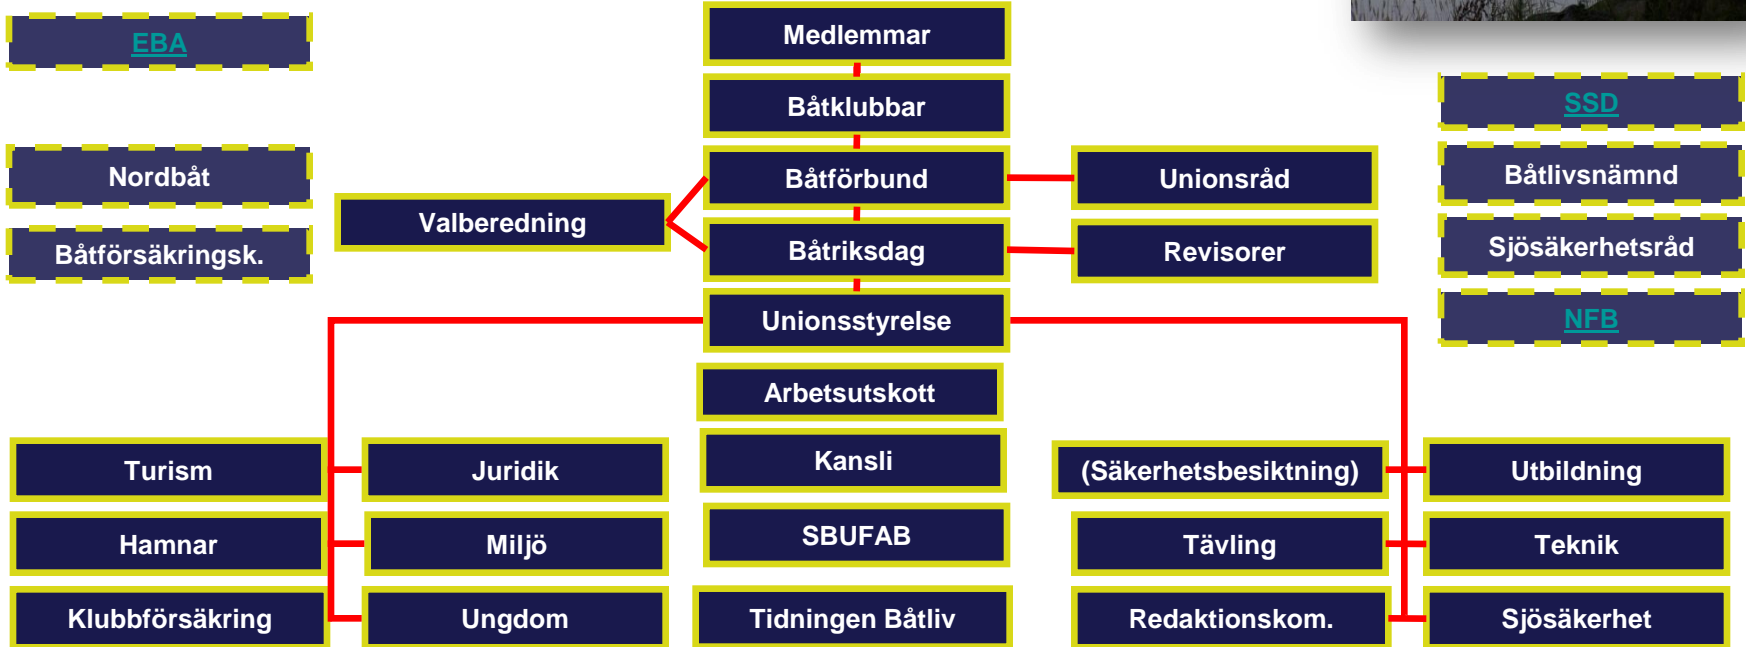 EBA
Medlemmar
Båtklubbar
SSD
Nordbåt
Båtförbund
Unionsråd
Båtlivsnämnd
Valberedning
Båtförsäkringsk.
Båtriksdag
Revisorer
Sjösäkerhetsråd
Unionsstyrelse
NFB
Arbetsutskott
Turism
Juridik
Kansli
(Säkerhetsbesiktning)
Utbildning
Hamnar
Miljö
SBUFAB
Tävling
Teknik
Klubbförsäkring
Ungdom
Tidningen Båtliv
Redaktionskom.
Sjösäkerhet